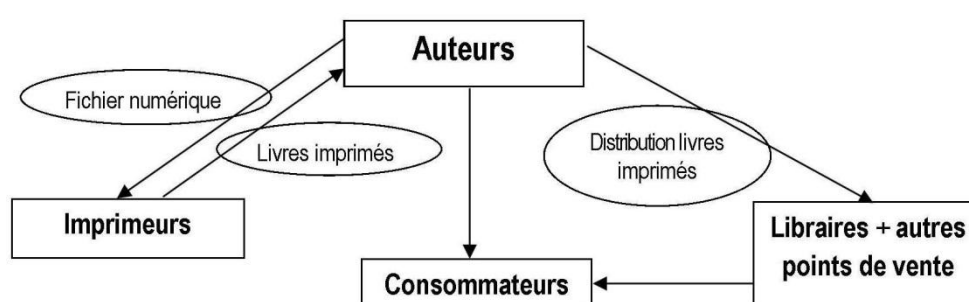 Auteurs
Fichier numérique
Livres imprimés
Distribution livres
imprimés
Imprimeurs
Libraires + autres
points de vente
Consommateurs